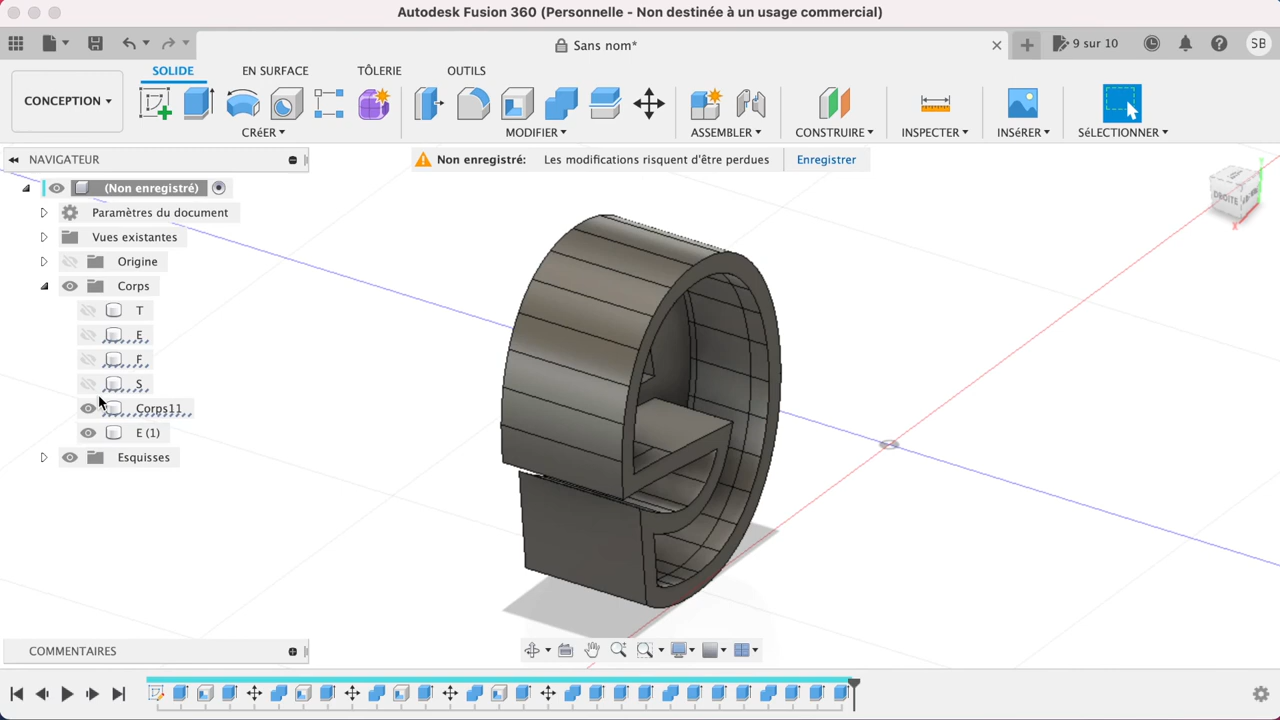 Autodesk Fusion 360 (Personnelle - Non destinée à un usage commercial)
Sans nom*
9 sur 10
SB
CONCEPTION
SOLIDE
EN SURFACE
TÔLERIE
OUTILS
CRéER
MODIFIER
ASSEMBLER
CONSTRUIRE
INSPECTER
INSéRER
SéLECTIONNER
NAVIGATEUR
Non enregistré: Les modifications risquent d'être perdues Enregistrer
(Non enregistré)
Paramètres du document
Vues existantes
Origine
Corps
T
E
F
S
Corps11
E (1)
Esquisses
DROITE
COMMENTAIRES